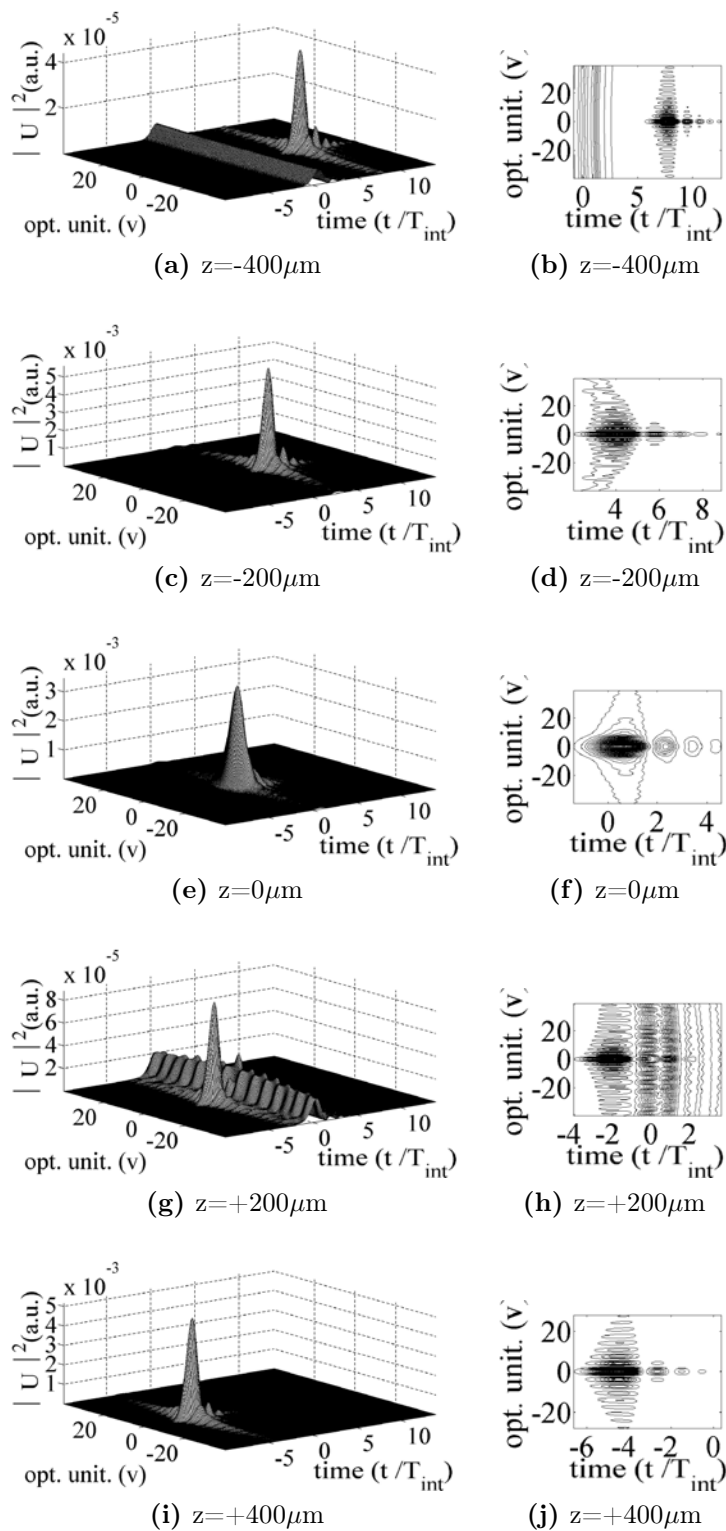 x 10 -5
| U |²(a.u.)
4
2
20
0
-20
opt. unit. (v)
-5
0
5
10
time (t /T_int)
(a) z=-400μm
opt. unit. (v)
20
0
-20
0
5
10
time (t /T_int)
(b) z=-400μm
x 10 -3
| U |²(a.u.)
5
4
3
2
1
20
0
-20
opt. unit. (v)
-5
0
5
10
time (t /T_int)
(c) z=-200μm
opt. unit. (v)
20
0
-20
4
6
8
time (t /T_int)
(d) z=-200μm
x 10 -3
| U |²(a.u.)
3
2
1
20
0
-20
opt. unit. (v)
-5
0
5
10
time (t /T_int)
(e) z=0μm
opt. unit. (v)
20
0
-20
0
2
4
time (t /T_int)
(f) z=0μm
x 10 -5
| U |²(a.u.)
8
6
4
2
20
0
-20
opt. unit. (v)
-5
0
5
10
time (t /T_int)
(g) z=+200μm
opt. unit. (v)
20
0
-20
-4
-2
0
2
time (t /T_int)
(h) z=+200μm
x 10 -3
| U |²(a.u.)
5
4
3
2
1
20
0
-20
opt. unit. (v)
-5
0
5
10
time (t /T_int)
(i) z=+400μm
opt. unit. (v)
20
0
-20
-6
-4
-2
0
time (t /T_int)
(j) z=+400μm